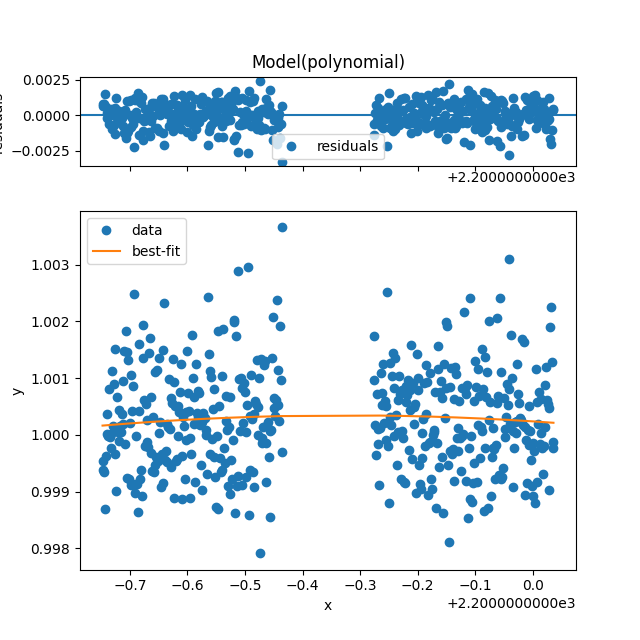 Model(polynomial)
0.0025
0.0000
−0.0025
residuals
residuals
+2.2000000000e3
data
best-fit
1.003
1.002
1.001
1.000
0.999
0.998
y
−0.7 −0.6 −0.5 −0.4 −0.3 −0.2 −0.1 0.0
x
+2.2000000000e3